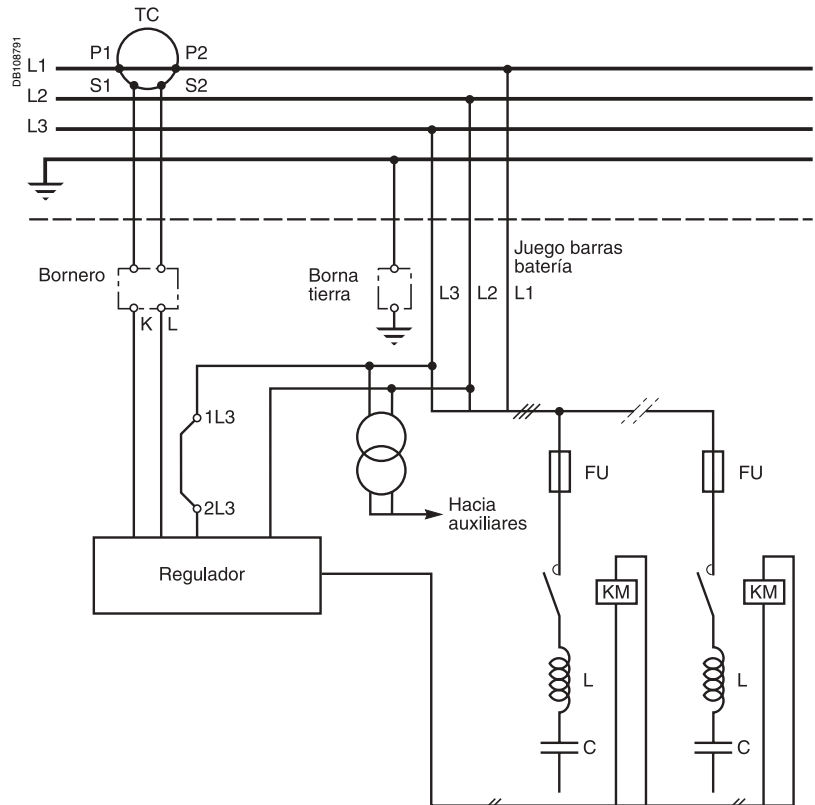 TC
DB108791
P1 P2
L1
S1 S2
L2
L3
Juego barras
batería
Bornero
Borna
tierra
L3 L2 L1
K L
1L3
FU FU
2L3
Hacia
auxiliares
Regulador
KM KM
L L
C C